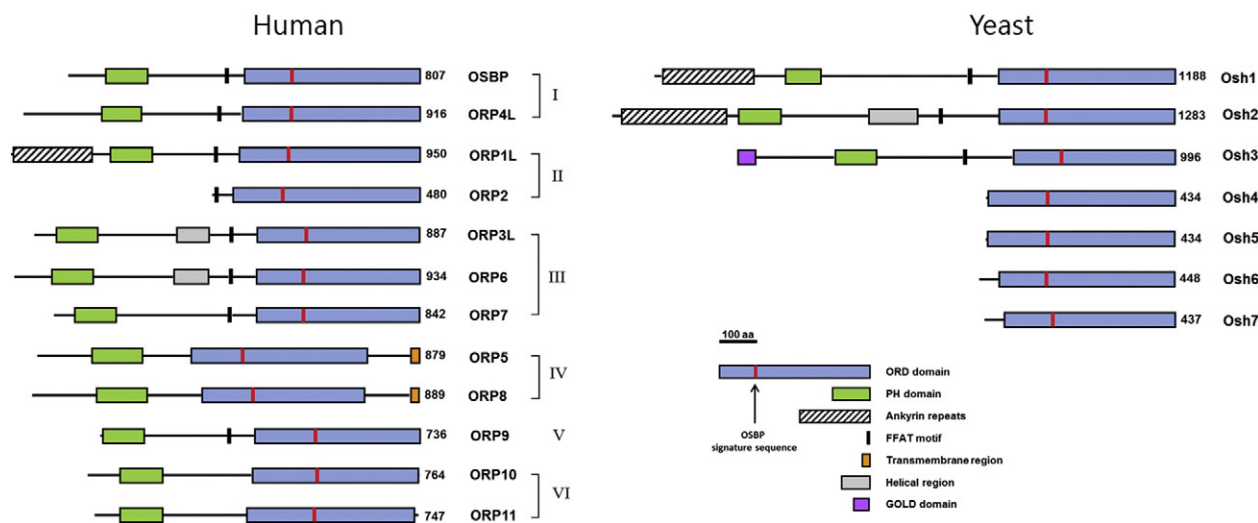 Human
807 OSBP
I
916 ORP4L
950 ORP1L
II
480 ORP2
887 ORP3L
934 ORP6
III
842 ORP7
879 ORP5
IV
889 ORP8
736 ORP9 V
764 ORP10
VI
747 ORP11
Yeast
1188 Osh1
1283 Osh2
996 Osh3
434 Osh4
434 Osh5
448 Osh6
437 Osh7
100 aa
ORD domain
PH domain
Ankyrin repeats
OSBP
signature sequence
FFAT motif
Transmembrane region
Helical region
GOLD domain